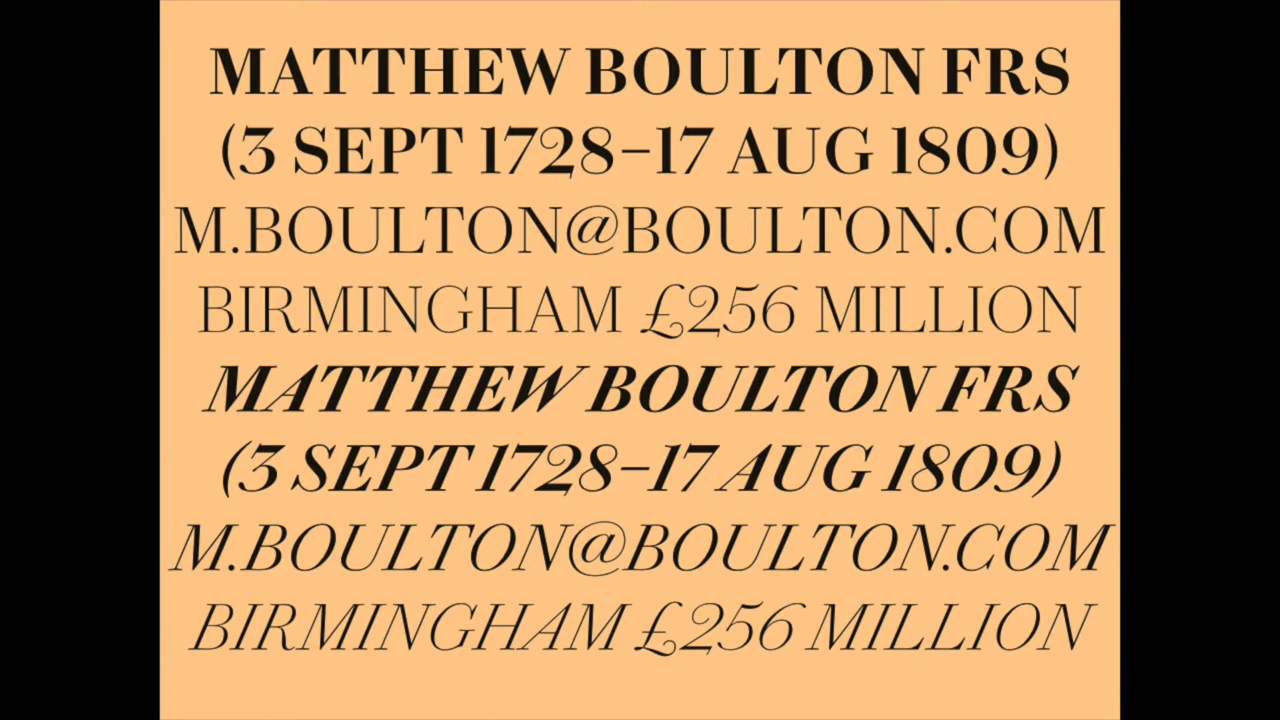 MATTHEW BOULTON FRS
(3 SEPT 1728–17 AUG 1809)
M.BOULTON@BOULTON.COM
BIRMINGHAM £256 MILLION
MATTHEW BOULTON FRS
(3 SEPT 1728–17 AUG 1809)
M.BOULTON@BOULTON.COM
BIRMINGHAM £256 MILLION